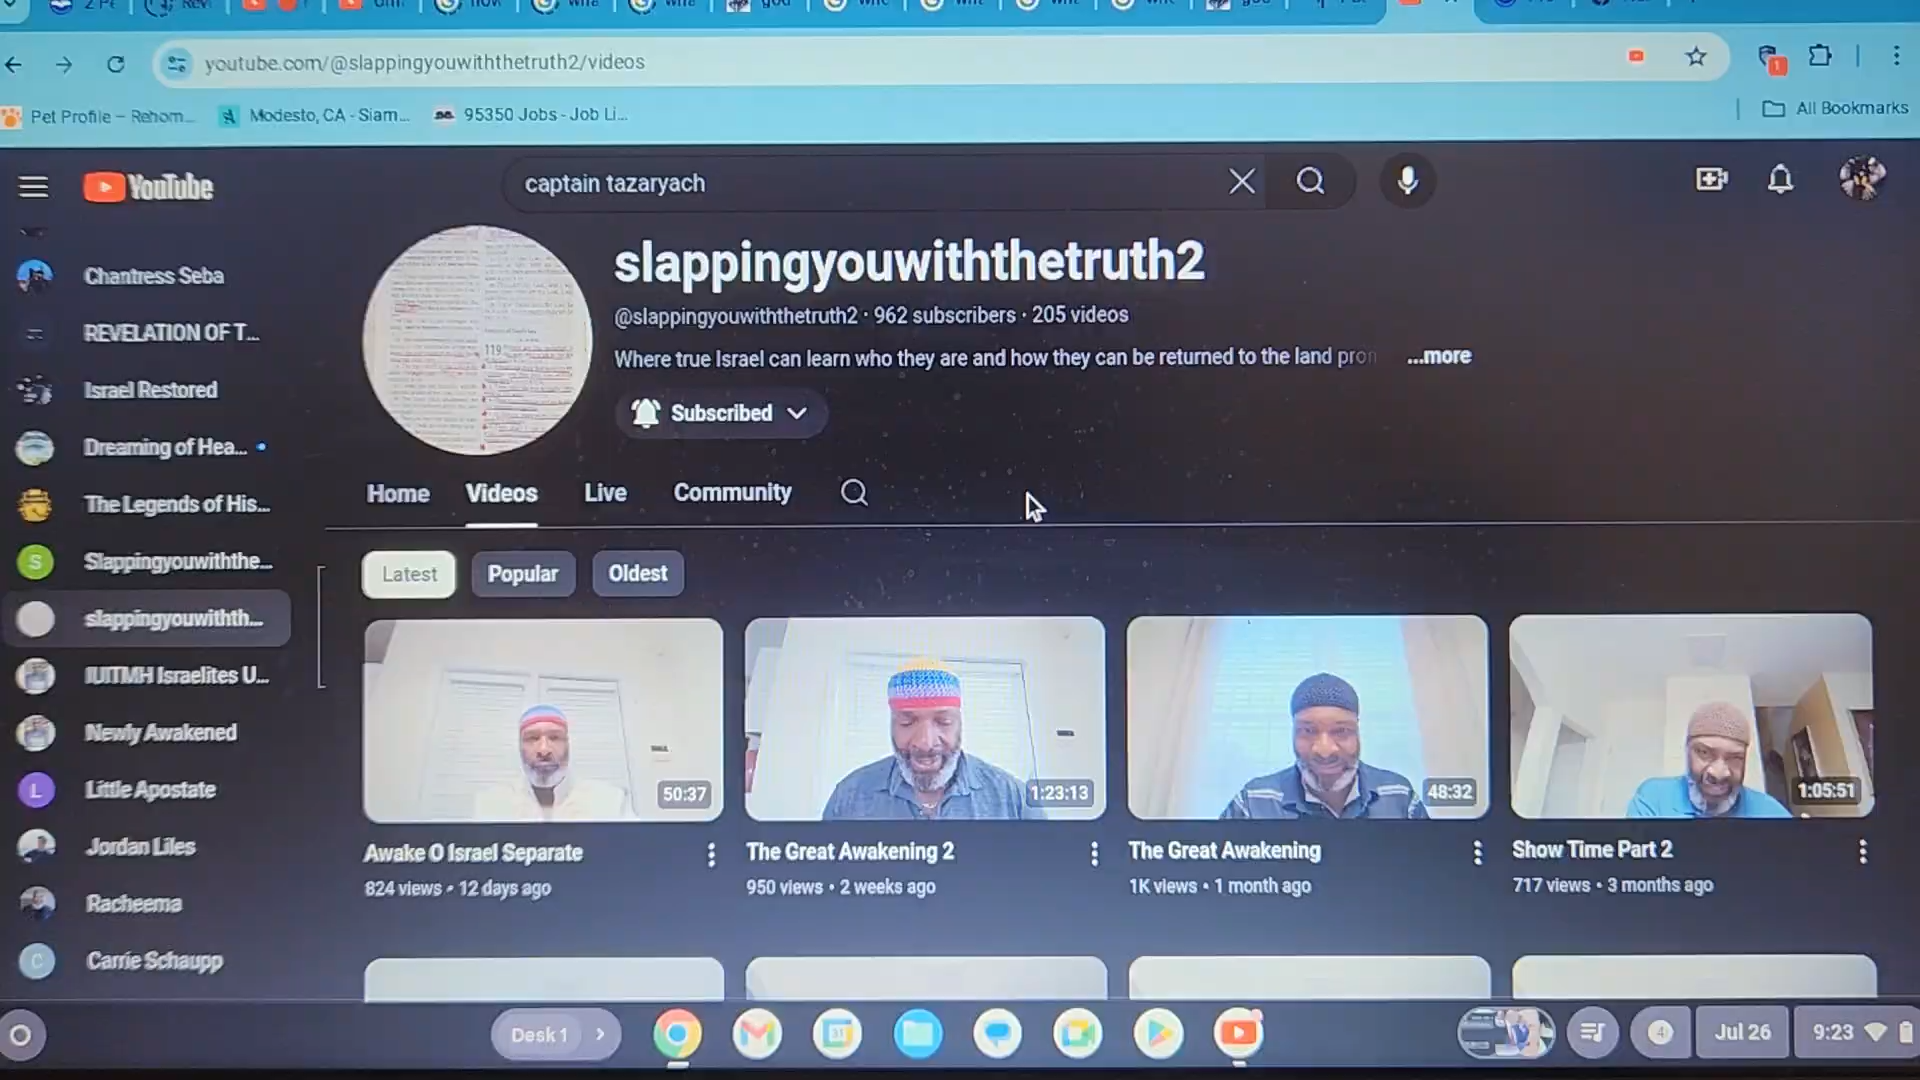 youtube.com/@slappingyouwiththetruth2/videos
1
Pet Profile – Rehom...
Modesto, CA - Siam...
95350 Jobs - Job Li...
All Bookmarks
YouTube
captain tazaryach
slappingyouwiththetruth2
@slappingyouwiththetruth2 · 962 subscribers · 205 videos
Where true Israel can learn who they are and how they can be returned to the land pron
...more
Subscribed
Home
Videos
Live
Community
Latest
Popular
Oldest
Chantress Seba
REVELATION OF T...
Israel Restored
Dreaming of Hea...
The Legends of His...
S
Slappingyouwiththe...
slappingyouwithth...
IUITMH Israelites U...
Newly Awakened
L
Little Apostate
Jordan Liles
Racheema
C
Carrie Schaupp
119
50:37
1:23:13
48:32
1:05:51
Awake O Israel Separate
824 views • 12 days ago
The Great Awakening 2
950 views • 2 weeks ago
The Great Awakening
1K views • 1 month ago
Show Time Part 2
717 views • 3 months ago
Desk 1
31
4
Jul 26
9:23